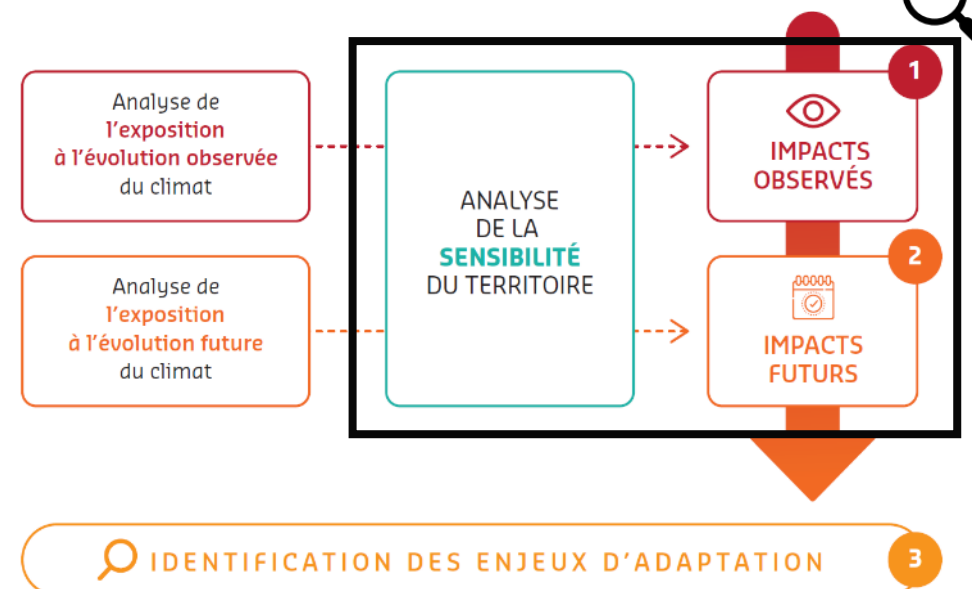 Analyse de
l'exposition
à l'évolution observée
du climat
ANALYSE
DE LA
SENSIBILITÉ
DU TERRITOIRE
1
IMPACTS
OBSERVÉS
Analyse de
l'exposition
à l'évolution future
du climat
2
IMPACTS
FUTURS
IDENTIFICATION DES ENJEUX D'ADAPTATION
3